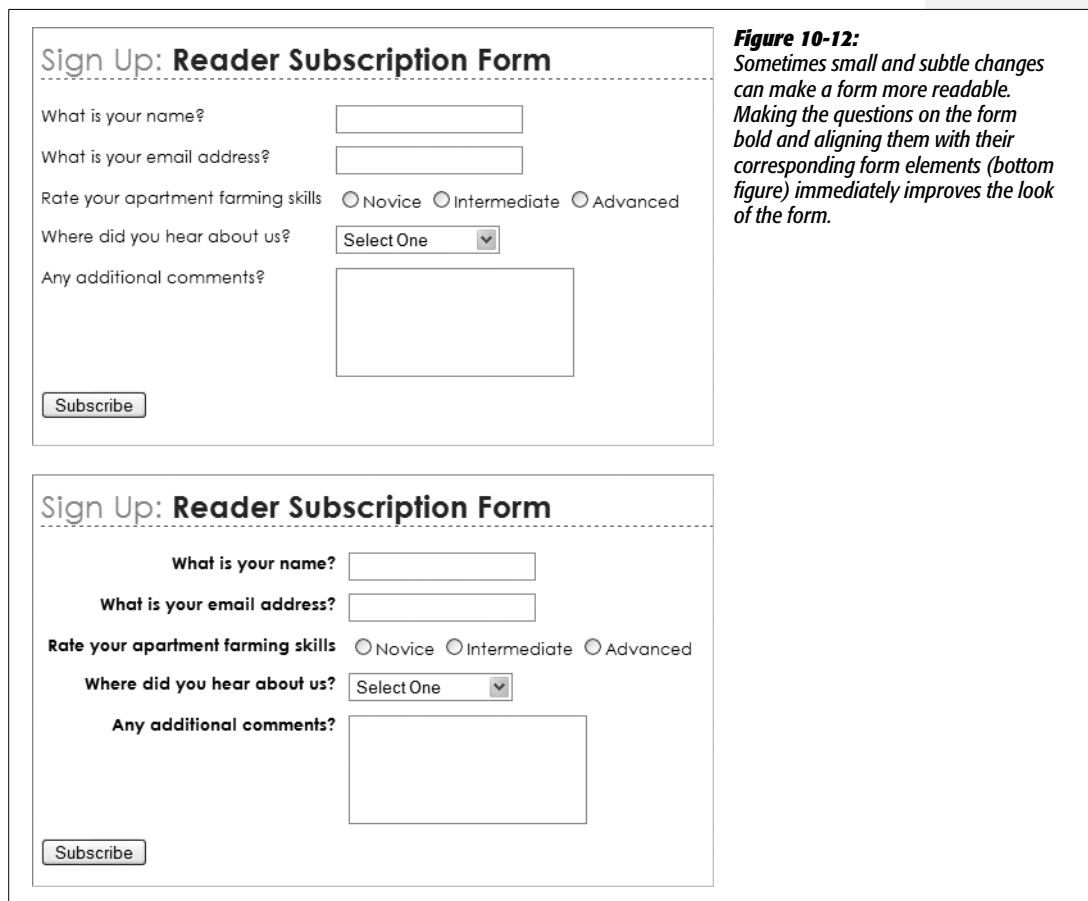 Sign Up: Reader Subscription Form
What is your name?
What is your email address?
Rate your apartment farming skills Novice Intermediate Advanced
Where did you hear about us? Select One
Any additional comments?
Subscribe
Sign Up: Reader Subscription Form
What is your name?
What is your email address?
Rate your apartment farming skills Novice Intermediate Advanced
Where did you hear about us? Select One
Any additional comments?
Subscribe
Figure 10-12:
Sometimes small and subtle changes
can make a form more readable.
Making the questions on the form
bold and aligning them with their
corresponding form elements (bottom
figure) immediately improves the look
of the form.